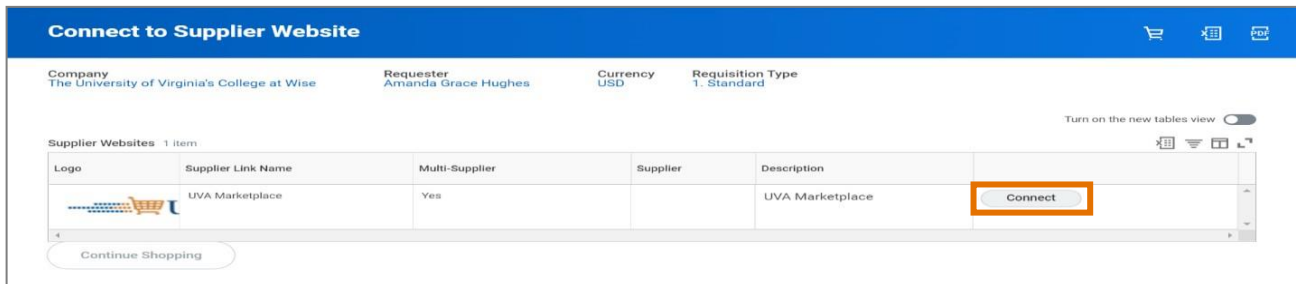 Connect to Supplier Website
PDF
Company Requester Currency Requisition Type
The University of Virginia's College at Wise Amanda Grace Hughes USD 1. Standard
Turn on the new tables view
Supplier Websites 1 item
Logo Supplier Link Name Multi-Supplier Supplier Description
U UVA Marketplace Yes UVA Marketplace Connect
Continue Shopping